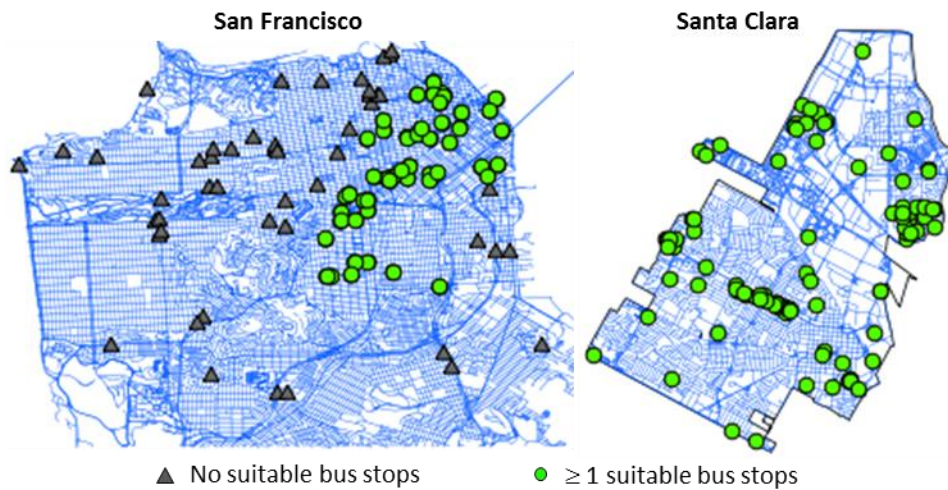 San Francisco
Santa Clara
No suitable bus stops
≥ 1 suitable bus stops